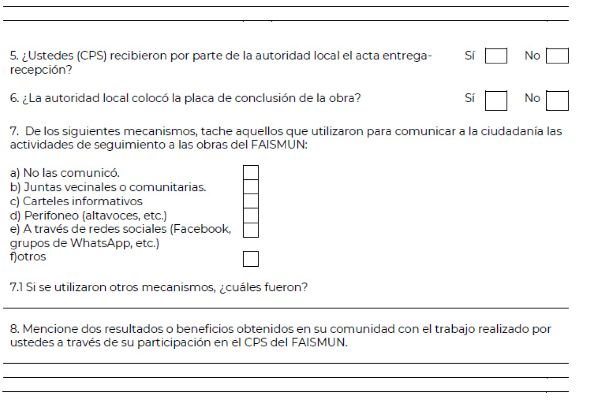 5. ¿Ustedes (CPS) recibieron por parte de la autoridad local el acta entrega- Sí No
recepción?
6. ¿La autoridad local colocó la placa de conclusión de la obra? Sí No
7. De los siguientes mecanismos, tache aquellos que utilizaron para comunicar a la ciudadanía las
actividades de seguimiento a las obras del FAISMUN:
a) No las comunicó.
b) Juntas vecinales o comunitarias.
c) Carteles informativos
d) Perifoneo (altavoces, etc.)
e) A través de redes sociales (Facebook,
grupos de WhatsApp, etc.)
f)otros
7.1 Si se utilizaron otros mecanismos, ¿cuáles fueron?
8. Mencione dos resultados o beneficios obtenidos en su comunidad con el trabajo realizado por
ustedes a través de su participación en el CPS del FAISMUN.